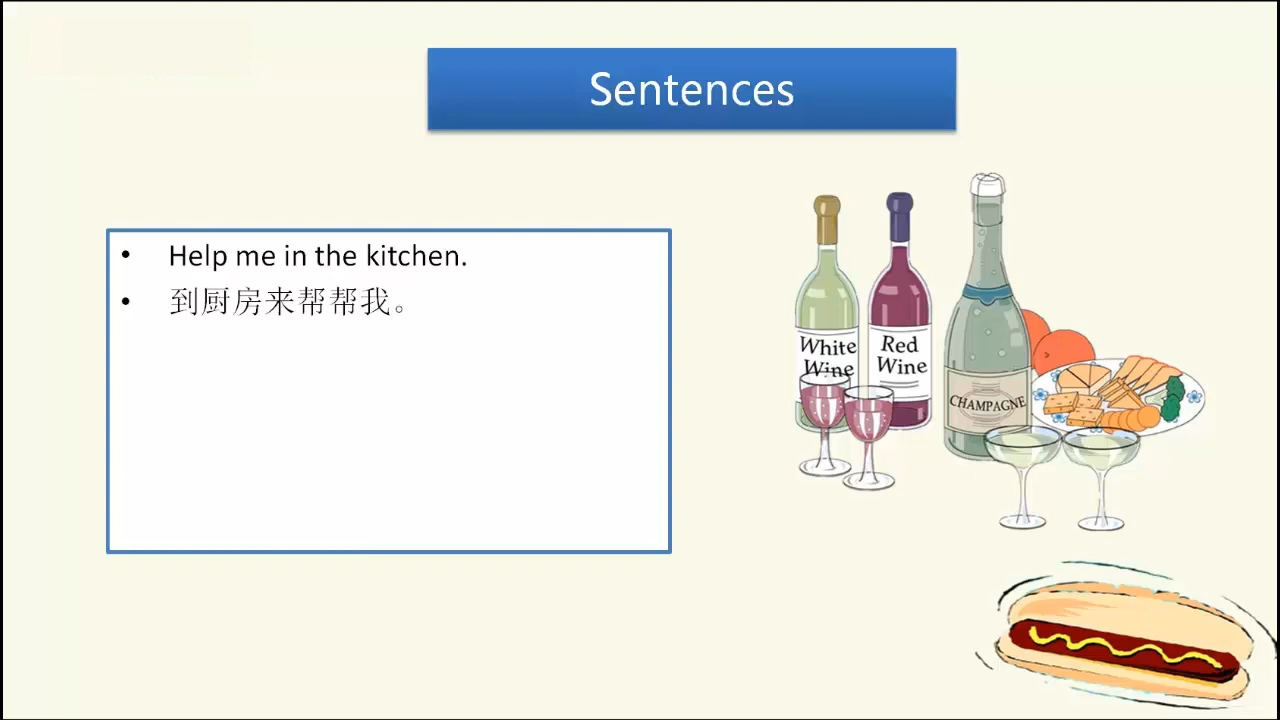 Sentences
• Help me in the kitchen.
• 到厨房来帮帮我。
White
Wine
Red
Wine
CHAMPAGNE